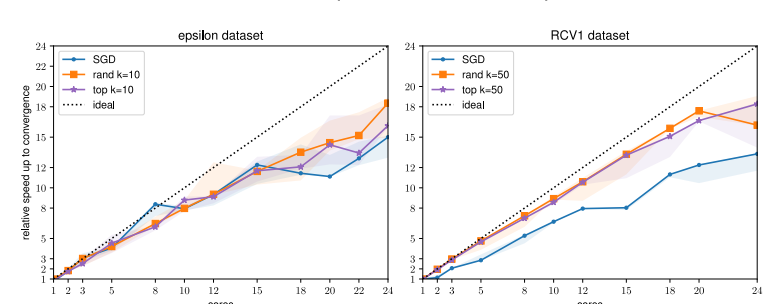 epsilon dataset
RCV1 dataset
relative speed up to convergence
24
22
20
18
15
12
10
8
5
3
2
1
SGD
rand k=10
top k=10
ideal
1 2 3 5 8 10 12 15 18 20 22 24
24
20
18
15
12
10
8
5
3
2
1
SGD
rand k=50
top k=50
ideal
1 2 3 5 8 10 12 15 18 20 24